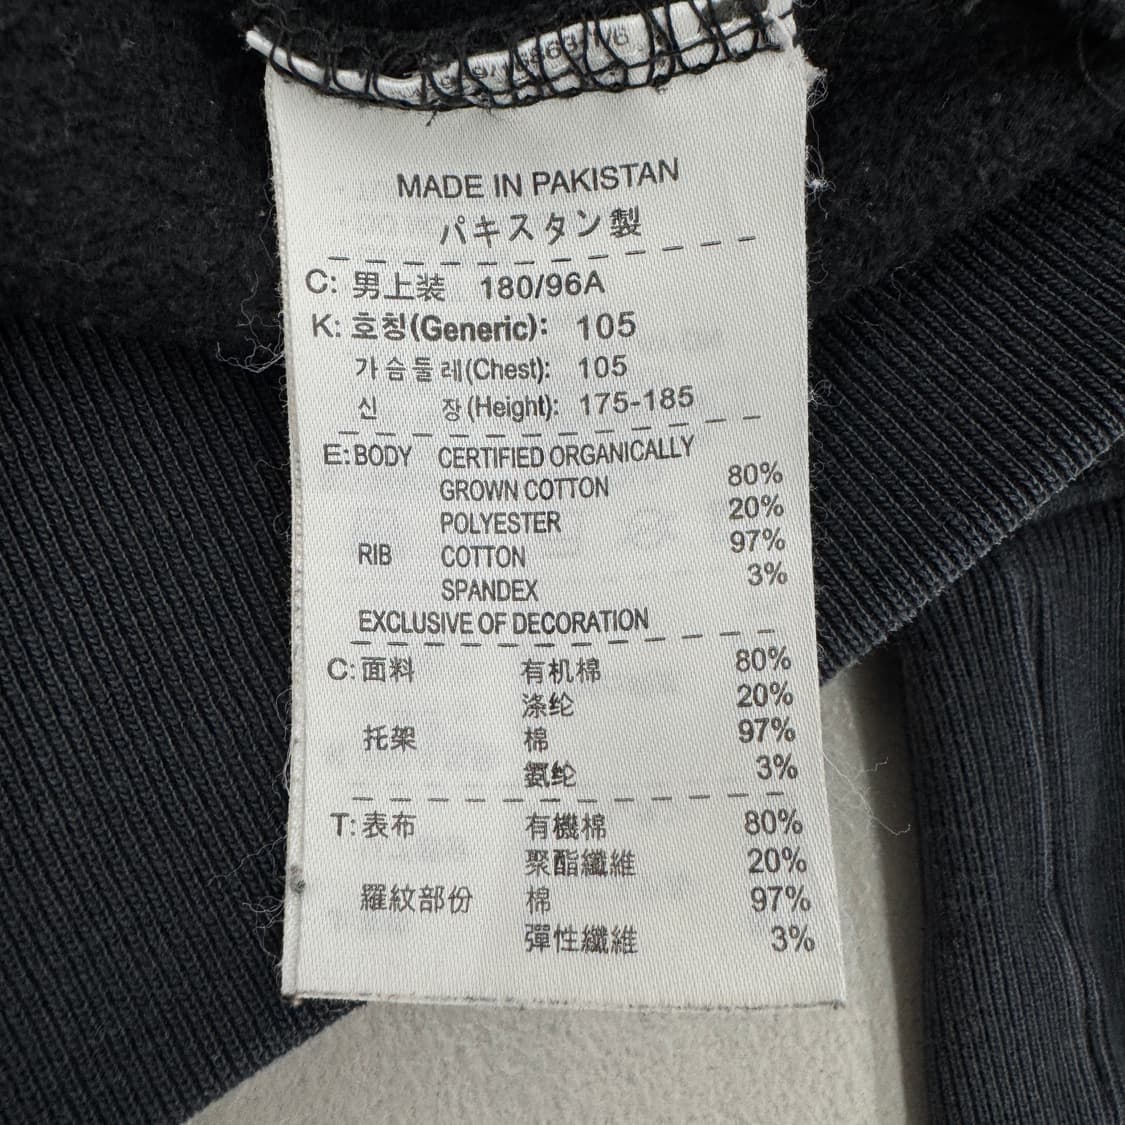 MADE IN PAKISTAN
パキスタン製
C: 男上装 180/96A
K: 호칭(Generic): 105
가슴둘레(Chest): 105
신 장(Height): 175-185
E: BODY CERTIFIED ORGANICALLY
GROWN COTTON 80%
POLYESTER 20%
RIB COTTON 97%
SPANDEX 3%
EXCLUSIVE OF DECORATION
C: 面料 有机棉 80%
涤纶 20%
托架 棉 97%
氨纶 3%
T: 表布 有機棉 80%
聚酯纖維 20%
羅紋部份 棉 97%
彈性纖維 3%